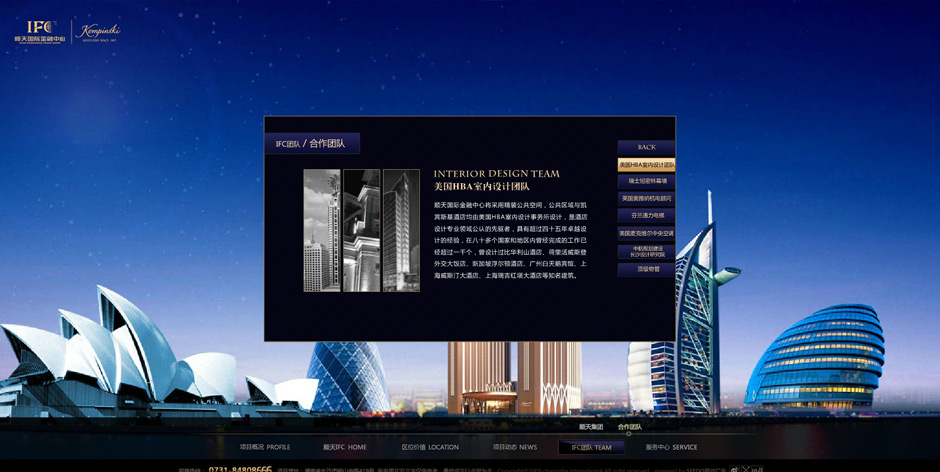 IFC
顺天国际金融中心
Kempinski
IFC团队 / 合作团队
BACK
美国HBA室内设计团队
瑞士旭密林幕墙
英国奥雅纳机电顾问
芬兰通力电梯
美国麦克维尔中央空调
中机规划建设
长沙设计研究院
顶级物管
INTERIOR DESIGN TEAM
美国HBA室内设计团队
顺天国际金融中心将采用精装公共空间，公共区域与凯
宾斯基酒店均由美国HBA室内设计事务所设计，是酒店
设计专业领域公认的先驱者，具有超过四十五年卓越设
计的经验，在八十多个国家和地区内曾经完成的工作已
经超过一千个，曾设计过比华利山酒店、荷里活威斯登
外交大饭店、新加坡浮尔顿酒店、广州白天鹅宾馆、上
海威斯汀大酒店、上海瑞吉红塔大酒店等知名建筑。
顺天集团 合作团队
项目概况 PROFILE 顺天IFC HOME 区位价值 LOCATION 项目动态 NEWS IFC团队 TEAM 服务中心 SERVICE
0731-84808666